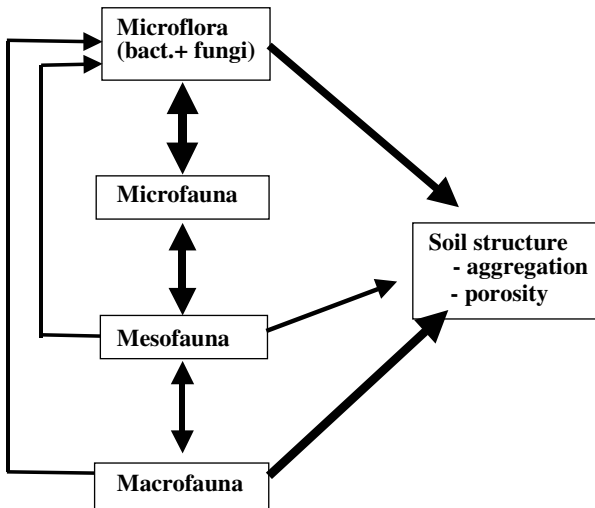 Microflora
(bact.+ fungi)
Microfauna
Soil structure
- aggregation
- porosity
Mesofauna
Macrofauna